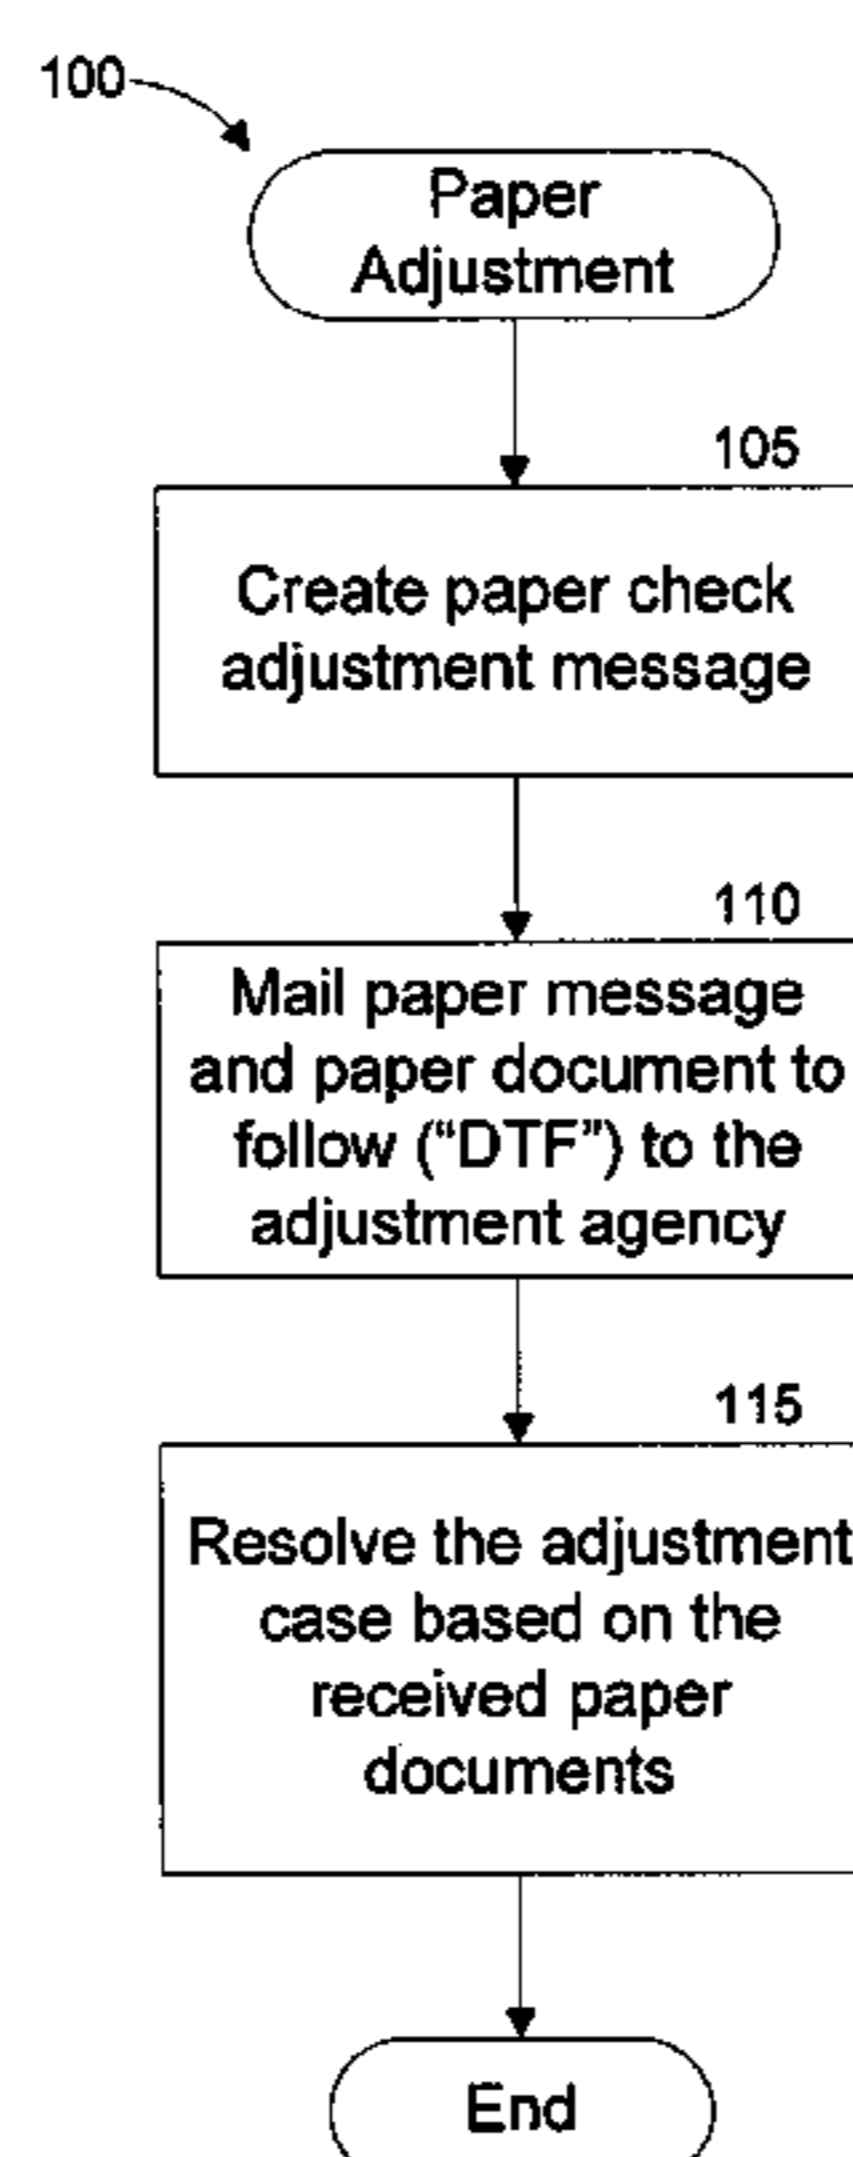 100
Paper
Adjustment
105
Create paper check
adjustment message
110
Mail paper message
and paper document to
follow (“DTF”) to the
adjustment agency
115
Resolve the adjustment
case based on the
received paper
documents
End